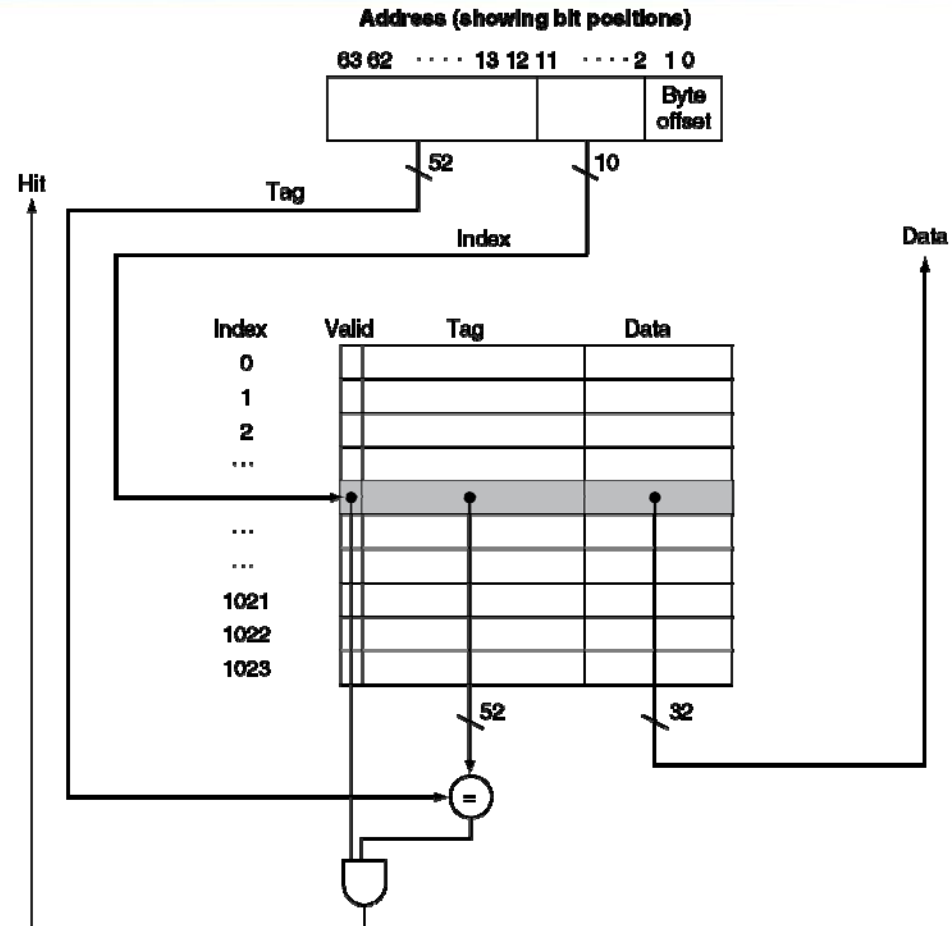 Address (showing bit positions)
63 62 ···· 13 12 11 ···· 2 1 0
Byte
offset
52
10
Hit
Tag
Index
Data
Index Valid Tag Data
0
1
2
...
...
...
1021
1022
1023
52
32
=